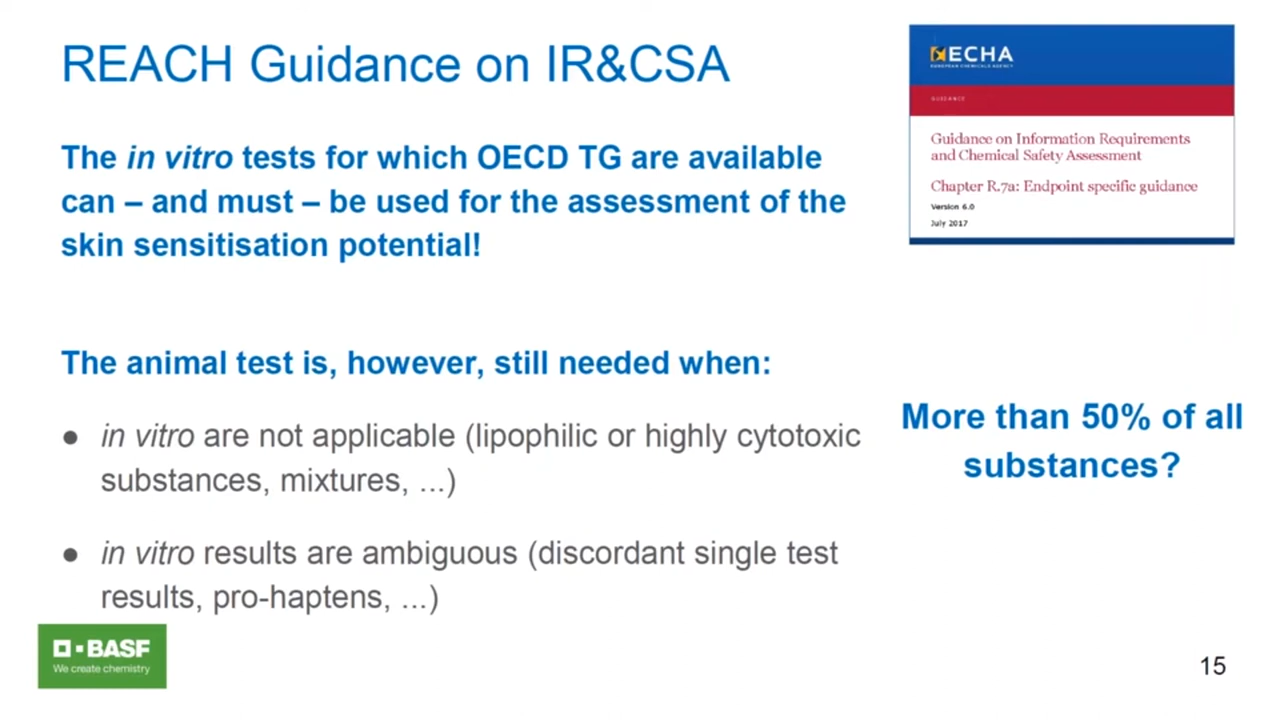 REACH Guidance on IR&CSA
ECHA
EUROPEAN CHEMICALS AGENCY
GUIDANCE
Guidance on Information Requirements
and Chemical Safety Assessment
Chapter R.7a: Endpoint specific guidance
Version 6.0
July 2017
The in vitro tests for which OECD TG are available
can – and must – be used for the assessment of the
skin sensitisation potential!
The animal test is, however, still needed when:
● in vitro are not applicable (lipophilic or highly cytotoxic
substances, mixtures, ...)
● in vitro results are ambiguous (discordant single test
results, pro-haptens, ...)
More than 50% of all
substances?
BASF
We create chemistry
15